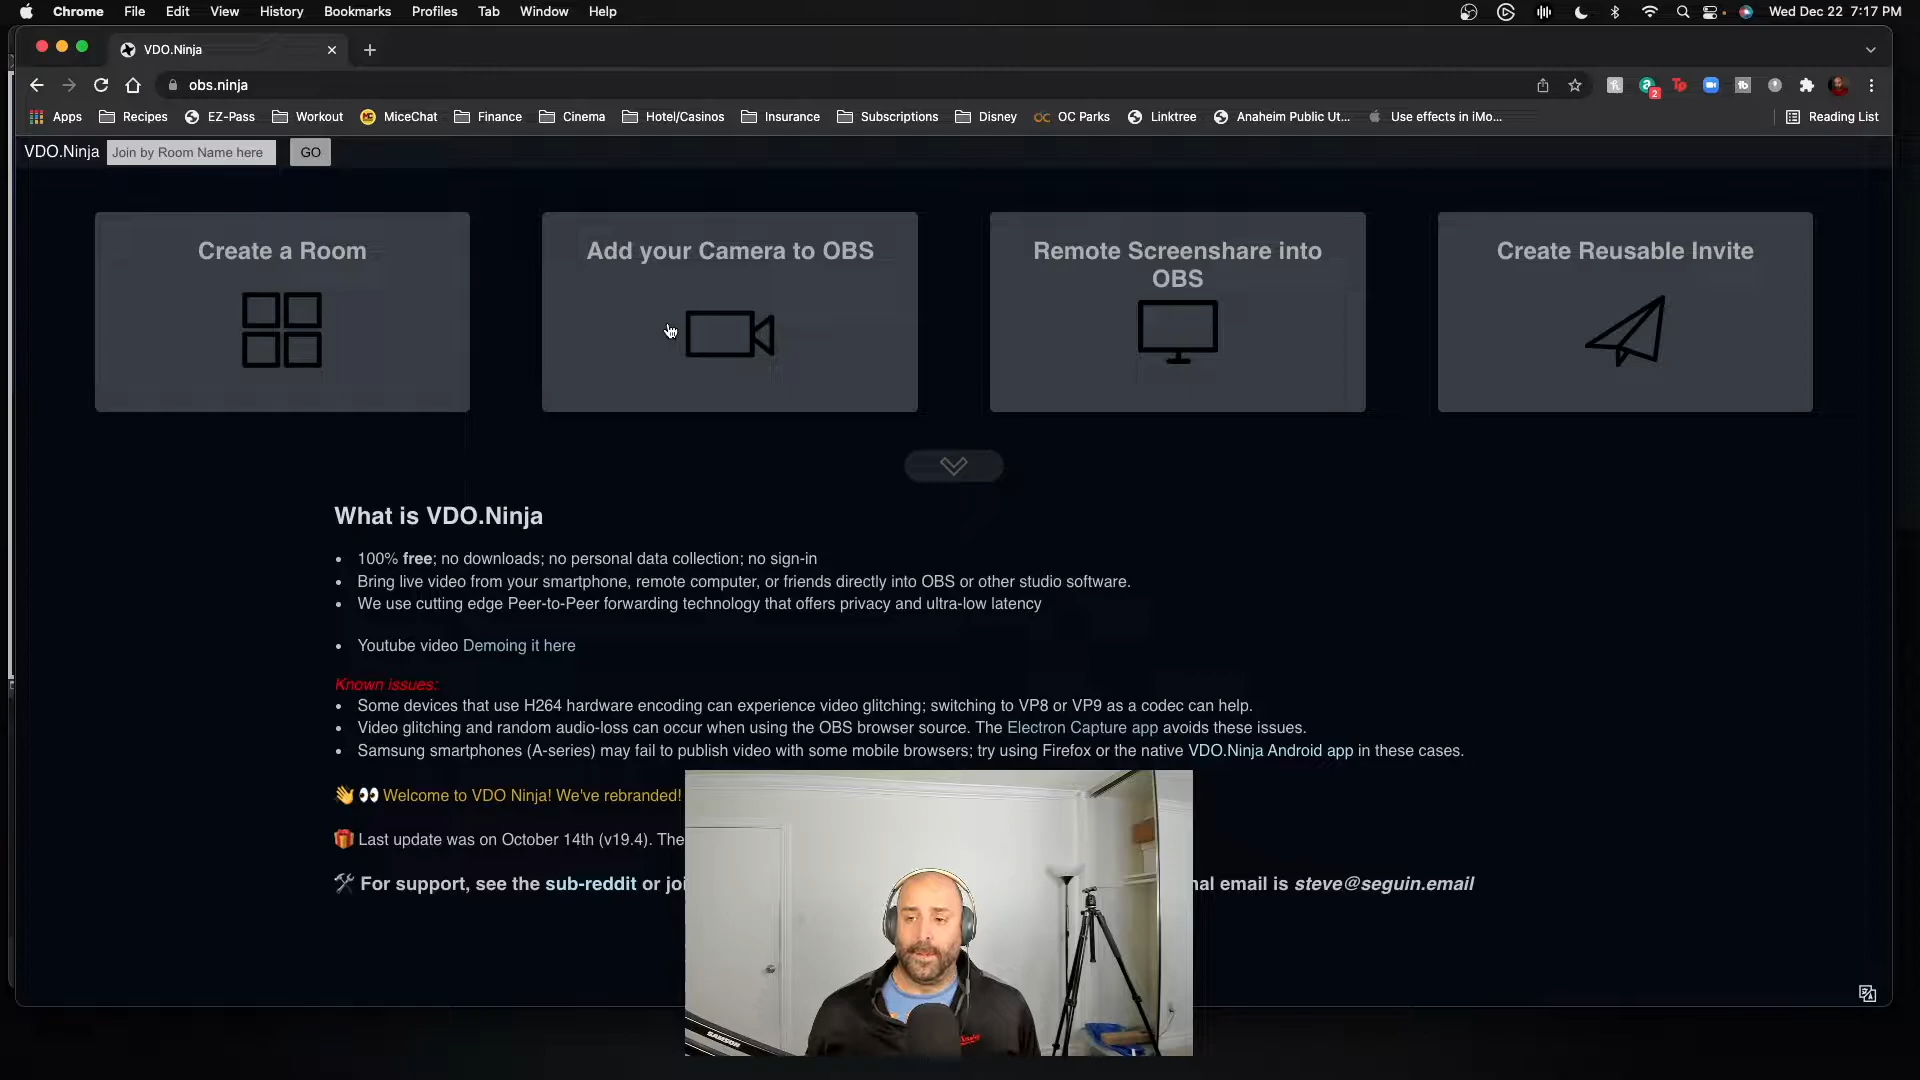 Chrome File Edit View History Bookmarks Profiles Tab Window Help Wed Dec 22 7:17 PM
VDO.Ninja
obs.ninja
2
Apps Recipes EZ-Pass Workout MiceChat Finance Cinema Hotel/Casinos Insurance Subscriptions Disney OC Parks Linktree Anaheim Public Ut... Use effects in iMo... Reading List
VDO.Ninja Join by Room Name here GO
Create a Room
Add your Camera to OBS
Remote Screenshare into
OBS
Create Reusable Invite
What is VDO.Ninja
• 100% free; no downloads; no personal data collection; no sign-in
• Bring live video from your smartphone, remote computer, or friends directly into OBS or other studio software.
• We use cutting edge Peer-to-Peer forwarding technology that offers privacy and ultra-low latency
• Youtube video Demoing it here
Known issues:
• Some devices that use H264 hardware encoding can experience video glitching; switching to VP8 or VP9 as a codec can help.
• Video glitching and random audio-loss can occur when using the OBS browser source. The Electron Capture app avoids these issues.
• Samsung smartphones (A-series) may fail to publish video with some mobile browsers; try using Firefox or the native VDO.Ninja Android app in these cases.
👋👀 Welcome to VDO Ninja! We've rebranded!
🎁 Last update was on October 14th (v19.4). The
🛠 For support, see the sub-reddit or joi nal email is steve@seguin.email
SAMSON